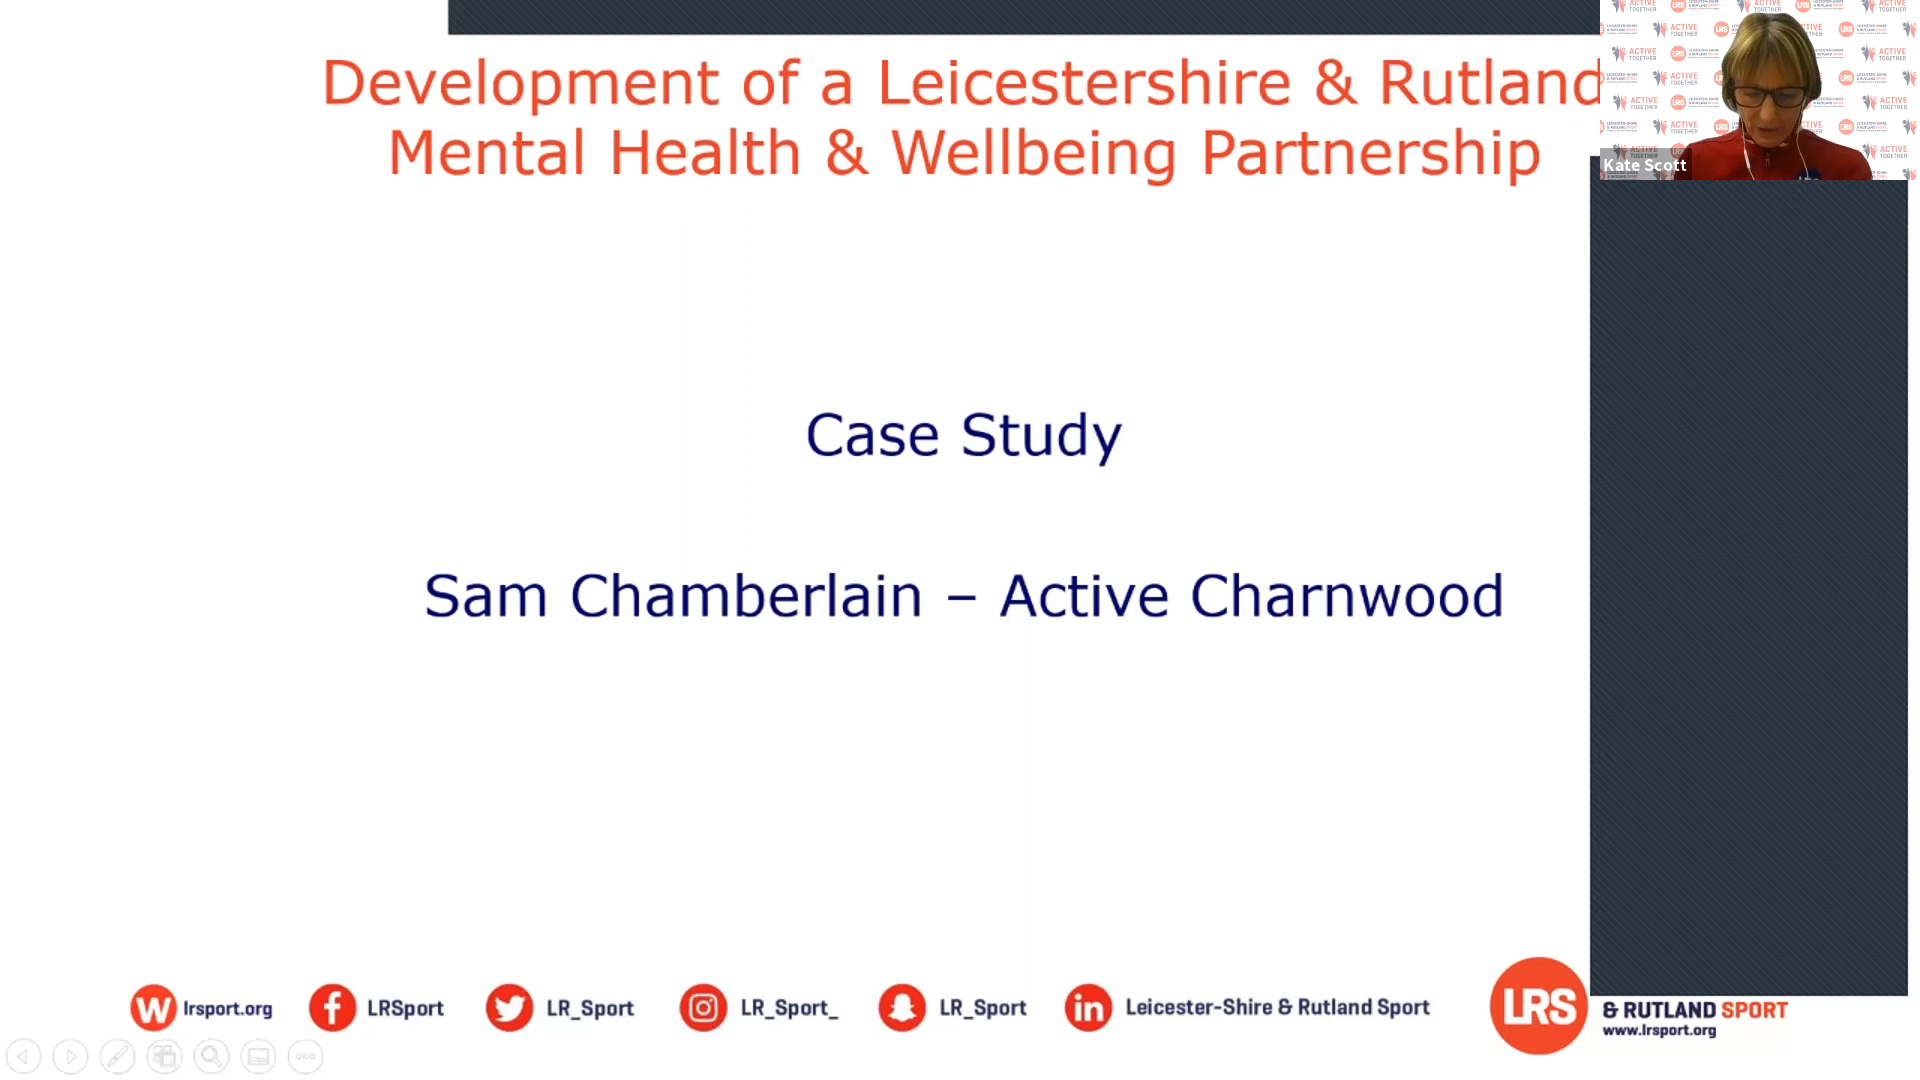 Development of a Leicestershire & Rutland
Mental Health & Wellbeing Partnership
Kate Scott
Case Study
Sam Chamberlain – Active Charnwood
lrsport.org
LRSport
LR_Sport
LR_Sport_
LR_Sport
Leicester-Shire & Rutland Sport
LRS
& RUTLAND SPORT
www.lrsport.org